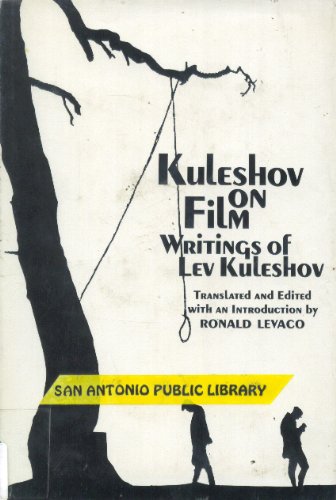 Kuleshov
on
Film
Writings of
Lev Kuleshov
Translated and Edited
with an Introduction by
RONALD LEVACO
SAN ANTONIO PUBLIC LIBRARY